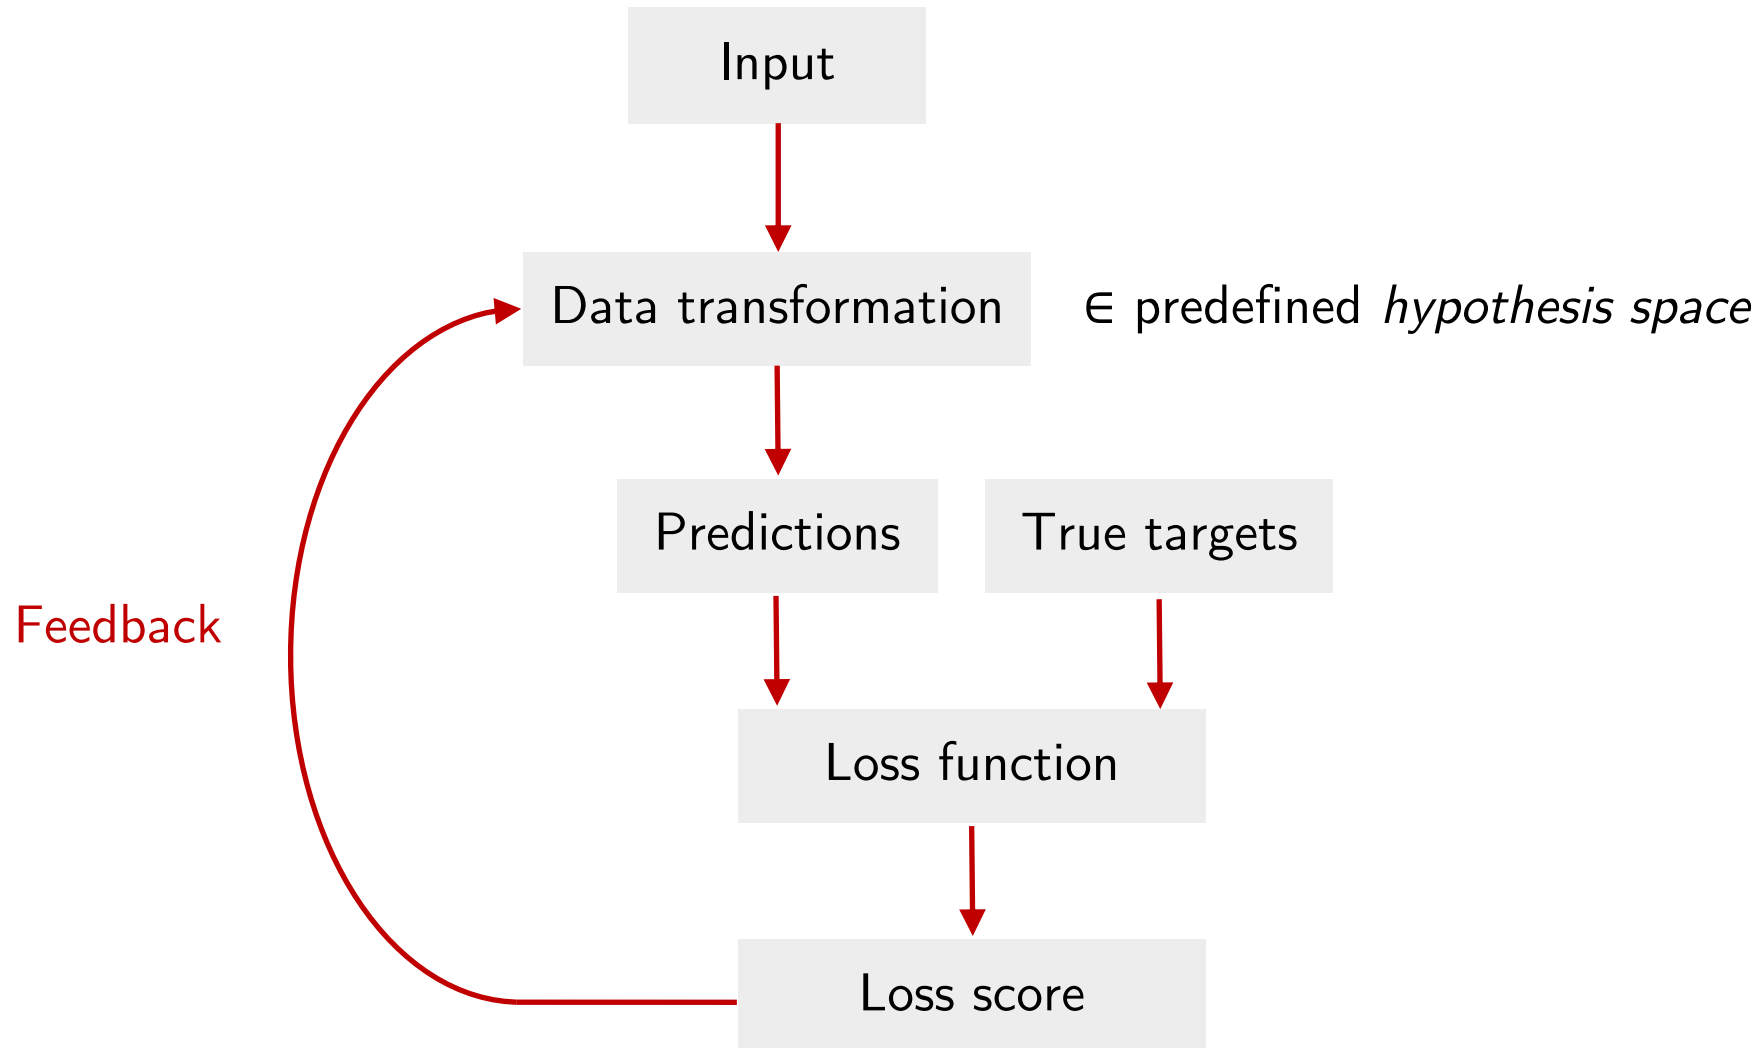 Input
Data transformation
∈ predefined hypothesis space
Predictions
True targets
Feedback
Loss function
Loss score